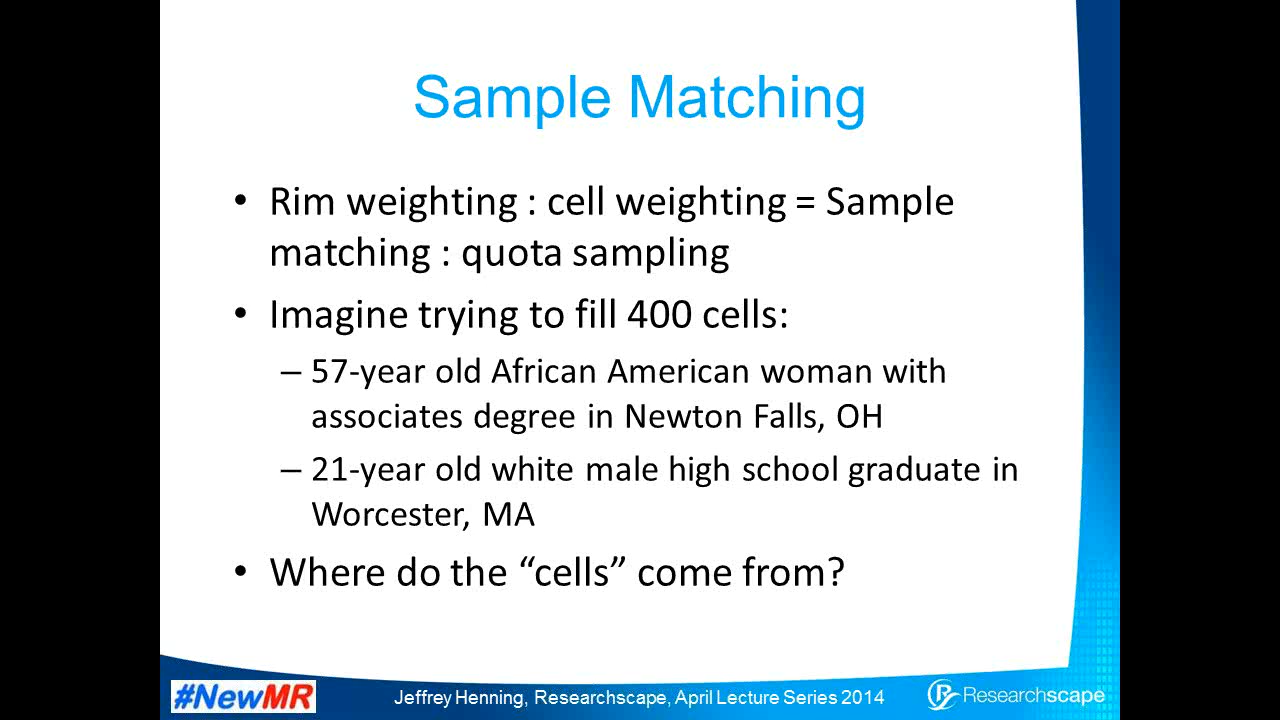 Sample Matching
• Rim weighting : cell weighting = Sample
matching : quota sampling
• Imagine trying to fill 400 cells:
– 57-year old African American woman with
associates degree in Newton Falls, OH
– 21-year old white male high school graduate in
Worcester, MA
• Where do the “cells” come from?
#NewMR
Jeffrey Henning, Researchscape, April Lecture Series 2014
Researchscape